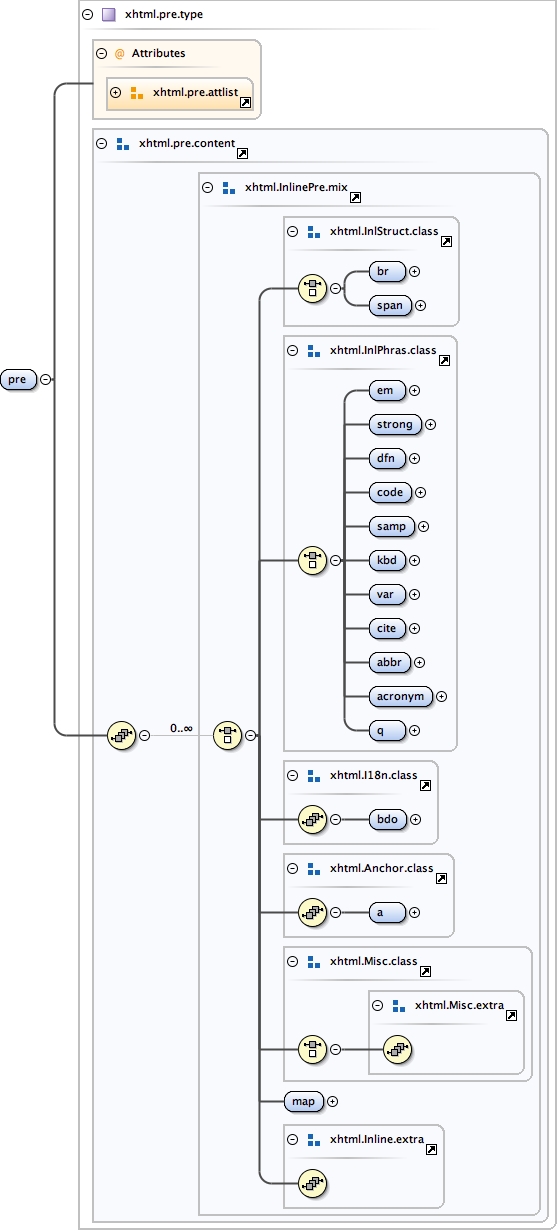 xhtml.pre.type
@ Attributes
xhtml.pre.attlist
xhtml.pre.content
xhtml.InlinePre.mix
xhtml.InlStruct.class
br
span
xhtml.InlPhras.class
em
strong
dfn
code
samp
pre
kbd
var
cite
abbr
acronym
q
0..∞
xhtml.I18n.class
bdo
xhtml.Anchor.class
a
xhtml.Misc.class
xhtml.Misc.extra
map
xhtml.Inline.extra